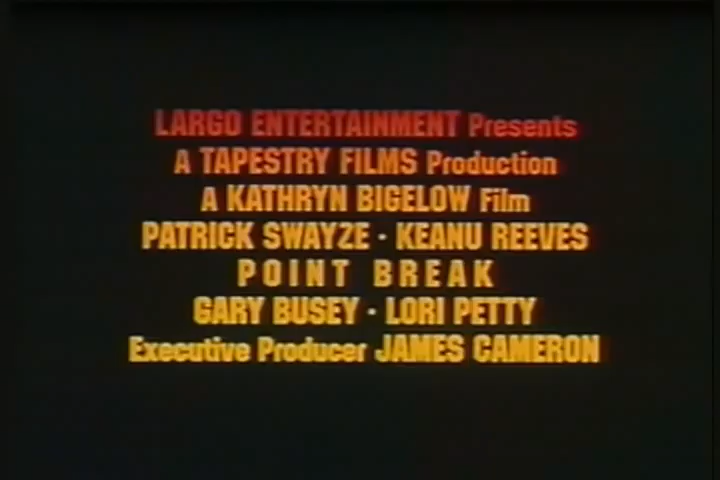 LARGO ENTERTAINMENT Presents
A TAPESTRY FILMS Production
A KATHRYN BIGELOW Film
PATRICK SWAYZE · KEANU REEVES
POINT BREAK
GARY BUSEY · LORI PETTY
Executive Producer JAMES CAMERON